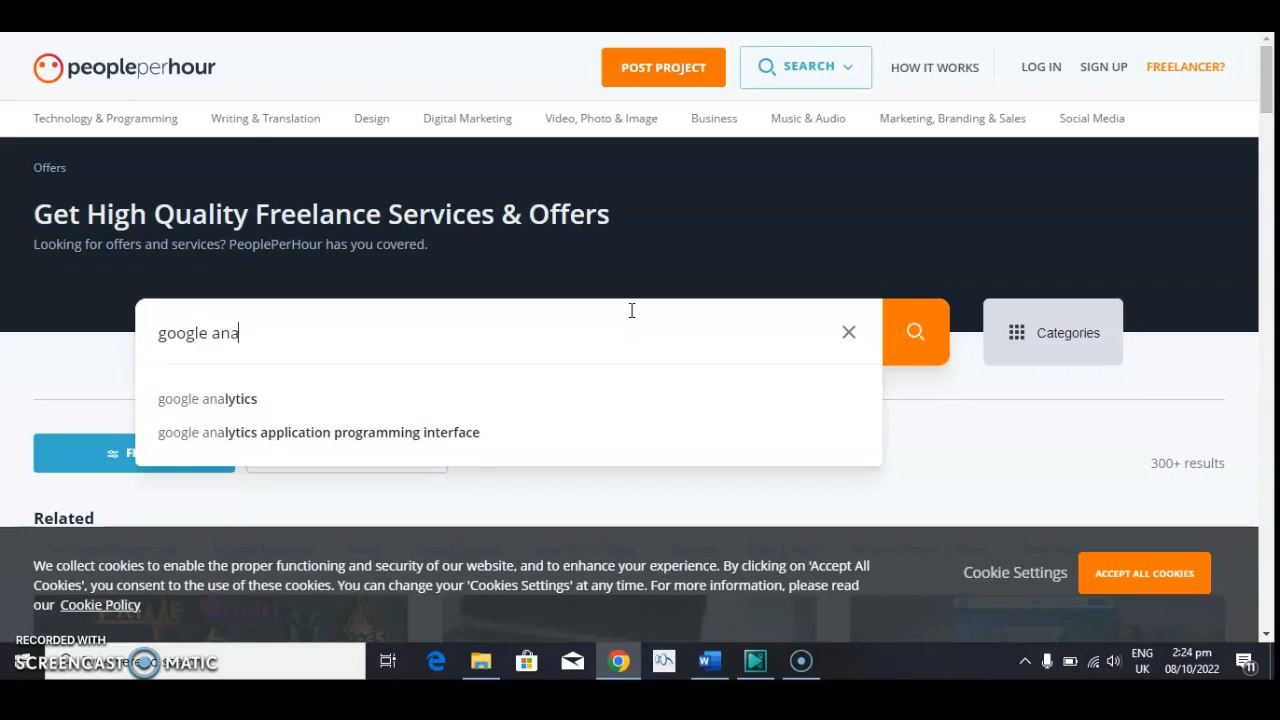 peopleperhour
POST PROJECT
SEARCH
HOW IT WORKS
LOG IN
SIGN UP
FREELANCER?
Technology & Programming
Writing & Translation
Design
Digital Marketing
Video, Photo & Image
Business
Music & Audio
Marketing, Branding & Sales
Social Media
Offers
Get High Quality Freelance Services & Offers
Looking for offers and services? PeoplePerHour has you covered.
google ana
Categories
google analytics
google analytics application programming interface
300+ results
Related
We collect cookies to enable the proper functioning and security of our website, and to enhance your experience. By clicking on 'Accept All
Cookies', you consent to the use of these cookies. You can change your 'Cookies Settings' at any time. For more information, please read
our Cookie Policy
Cookie Settings
ACCEPT ALL COOKIES
RECORDED WITH
SCREENCAST-O-MATIC
ENG
UK
2:24 pm
08/10/2022
11